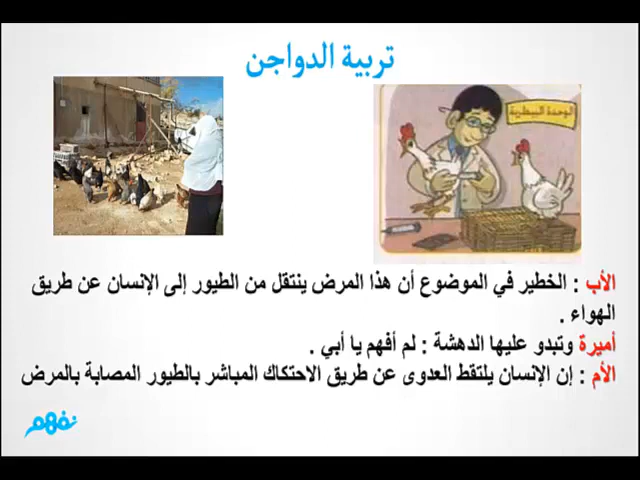 تربية الدواجن
الوحدة البيطرية
الأب : الخطير في الموضوع أن هذا المرض ينتقل من الطيور إلى الإنسان عن طريق
الهواء .
أميرة وتبدو عليها الدهشة : لم أفهم يا أبي .
الأم : إن الإنسان يلتقط العدوى عن طريق الاحتكاك المباشر بالطيور المصابة بالمرض
نفهم